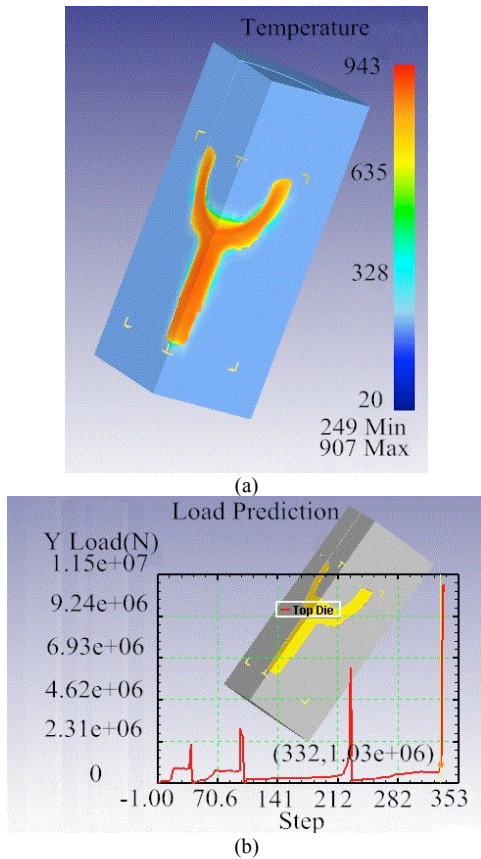 Temperature
943
635
328
20
249 Min
907 Max
(a)
Load Prediction
Y Load(N)
1.15e+07
9.24e+06
6.93e+06
4.62e+06
2.31e+06
0
Top Die
(332,1.03e+06)
-1.00 70.6 141 212 282 353
Step
(b)